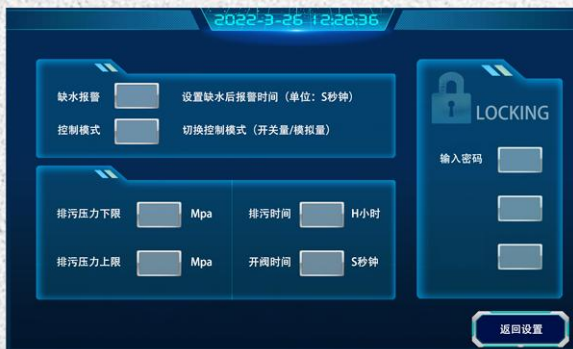 2022-3-26 12:26:36
缺水报警 设置缺水后报警时间（单位：S秒钟）
控制模式 切换控制模式（开关量/模拟量）
排污压力下限 Mpa 排污时间 H小时
排污压力上限 Mpa 开阀时间 S秒钟
LOCKING
输入密码
返回设置